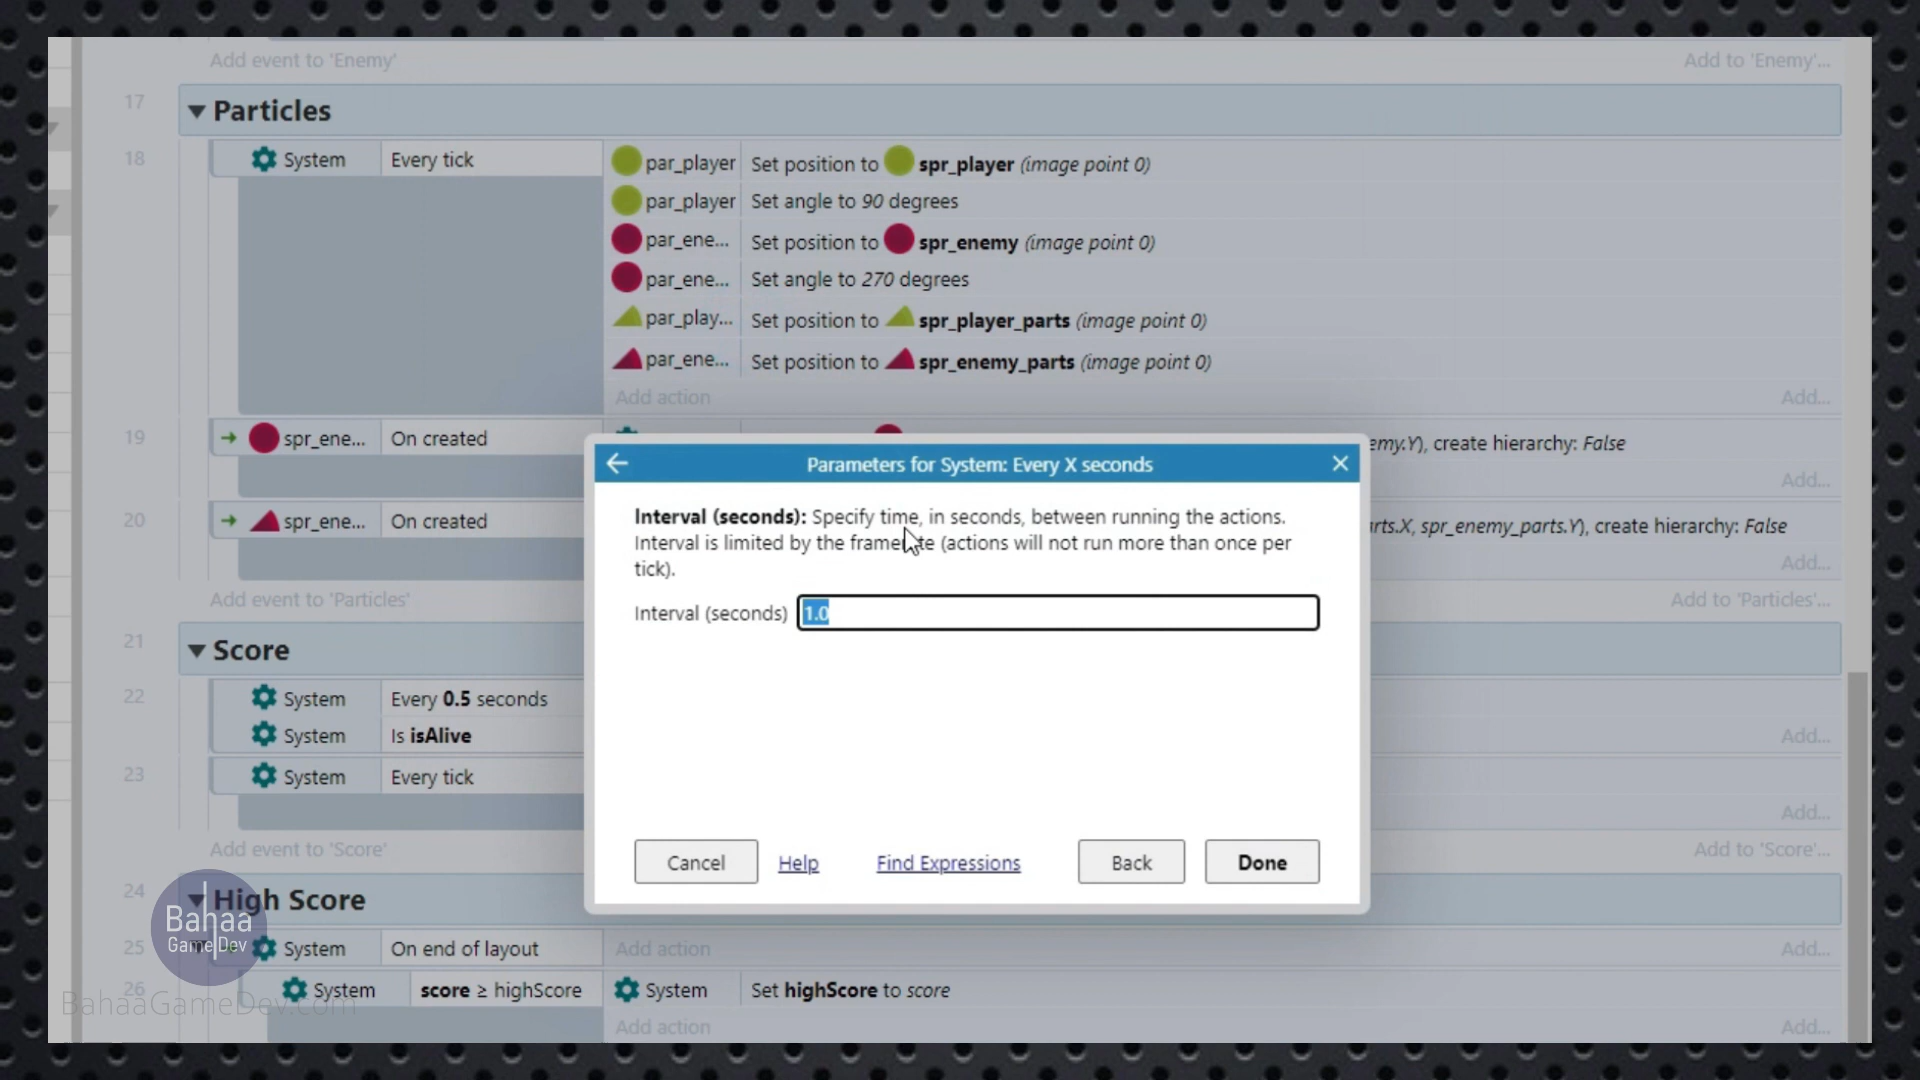 Add event to 'Enemy'
Add to 'Enemy'...
17
Particles
18
System
Every tick
par_player
Set position to spr_player (image point 0)
par_player
Set angle to 90 degrees
par_ene...
Set position to spr_enemy (image point 0)
par_ene...
Set angle to 270 degrees
par_play...
Set position to spr_player_parts (image point 0)
par_ene...
Set position to spr_enemy_parts (image point 0)
Add action
Add...
19
spr_ene...
On created
emy.Y), create hierarchy: False
Add...
20
spr_ene...
On created
rts.X, spr_enemy_parts.Y), create hierarchy: False
Add...
Add event to 'Particles'
Add to 'Particles'...
Parameters for System: Every X seconds
Interval (seconds): Specify time, in seconds, between running the actions.
Interval is limited by the framerate (actions will not run more than once per
tick).
Interval (seconds)
1.0
Cancel
Help
Find Expressions
Back
Done
21
Score
22
System
Every 0.5 seconds
System
Is isAlive
Add...
23
System
Every tick
Add...
Add event to 'Score'
Add to 'Score'...
24
High Score
25
System
On end of layout
Add action
Add...
26
System
score ≥ highScore
System
Set highScore to score
Add action
Add...
Bahaa
GameDev
BahaaGameDev.com